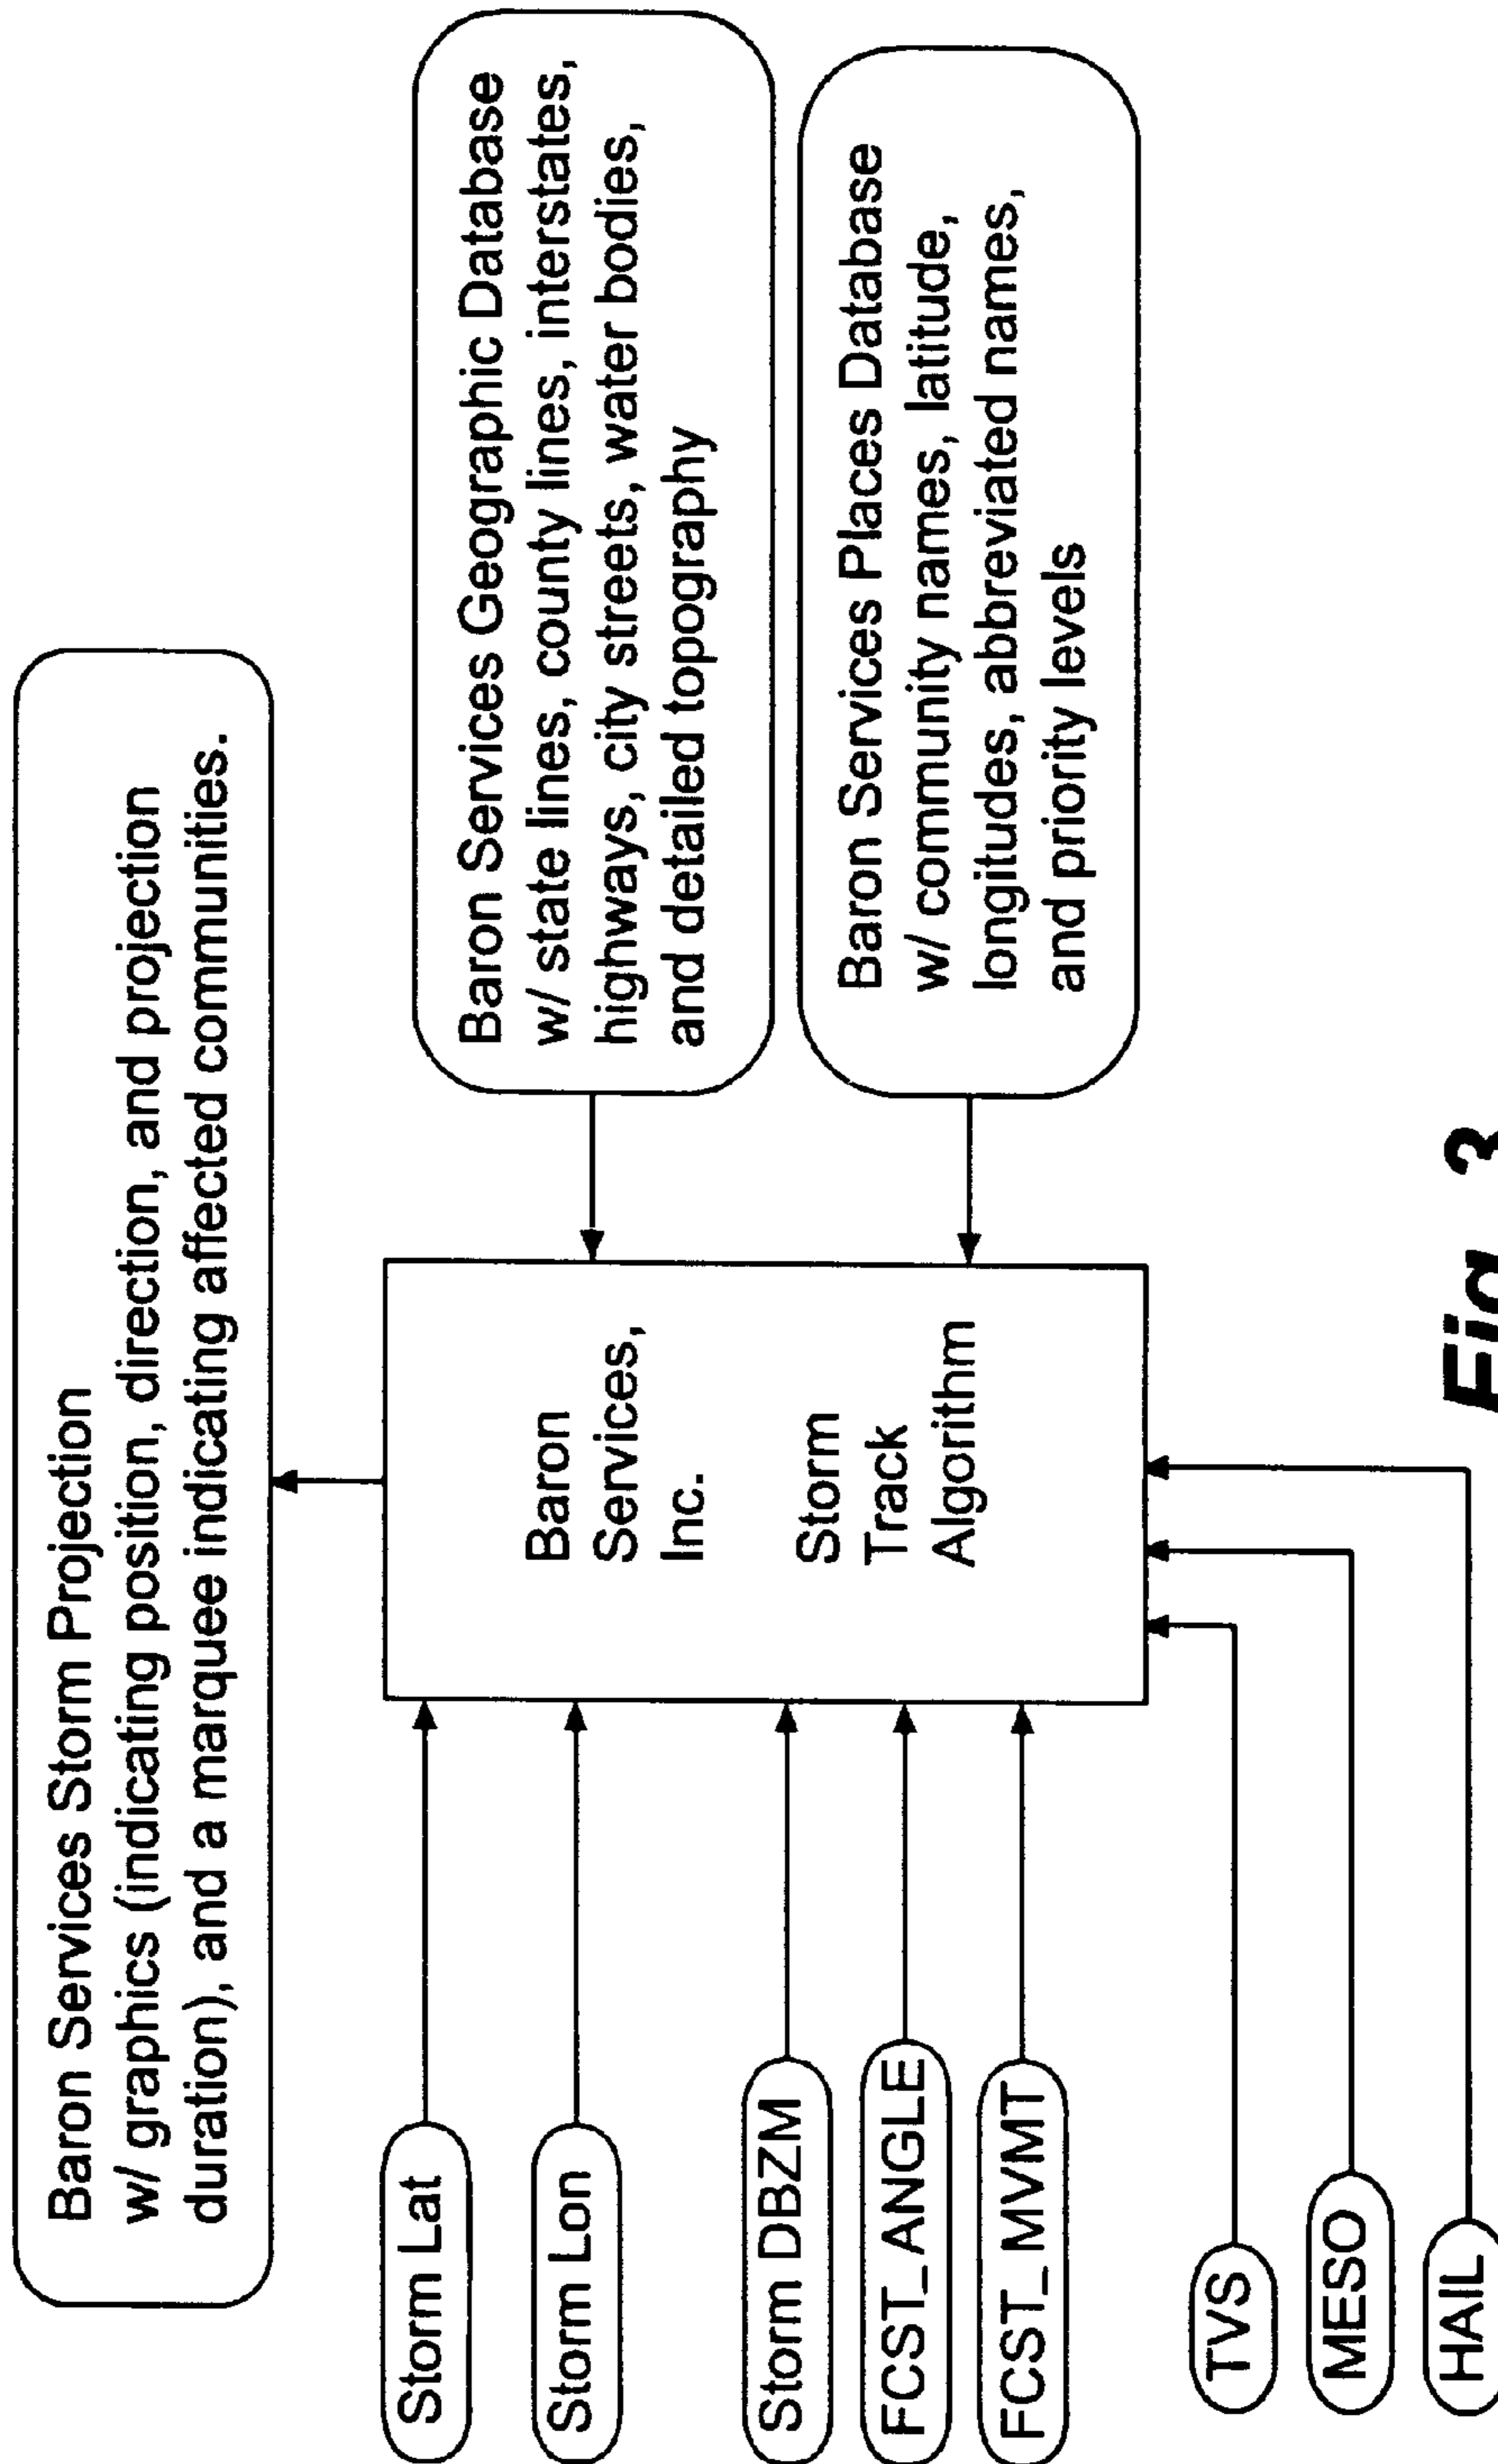 Baron Services Storm Projection
w/ graphics (indicating position, direction, and projection
duration), and a marquee indicating affected communities.
Storm Lat
Storm Lon
Storm DBZM
FCST_ANGLE
FCST_MVMT
TVS
MESO
HAIL
Baron
Services,
Inc.
Storm
Track
Algorithm
Baron Services Geographic Database
w/ state lines, county lines, interstates,
highways, city streets, water bodies,
and detailed topography
Baron Services Places Database
w/ community names, latitude,
longitudes, abbreviated names,
and priority levels
Fig. 3